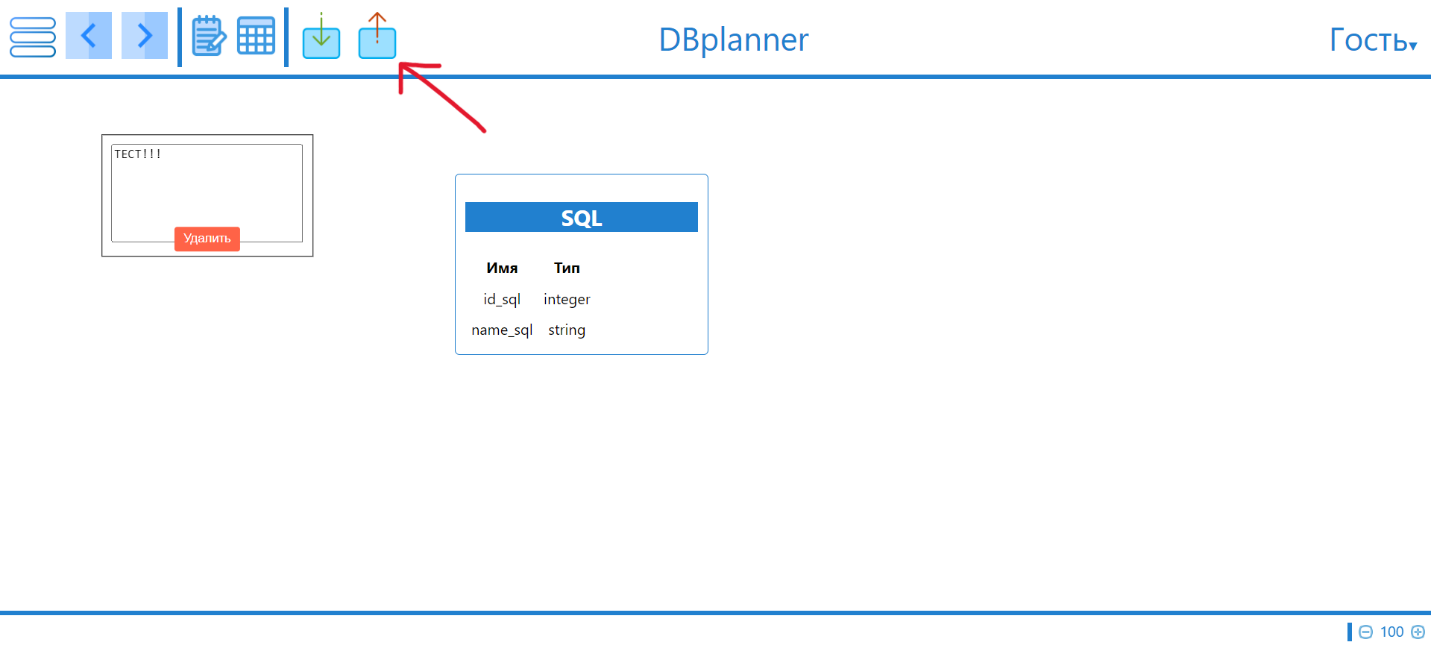 DBplanner
Гость
ТЕСТ!!!
Удалить
SQL
Имя Тип
id_sql integer
name_sql string
100